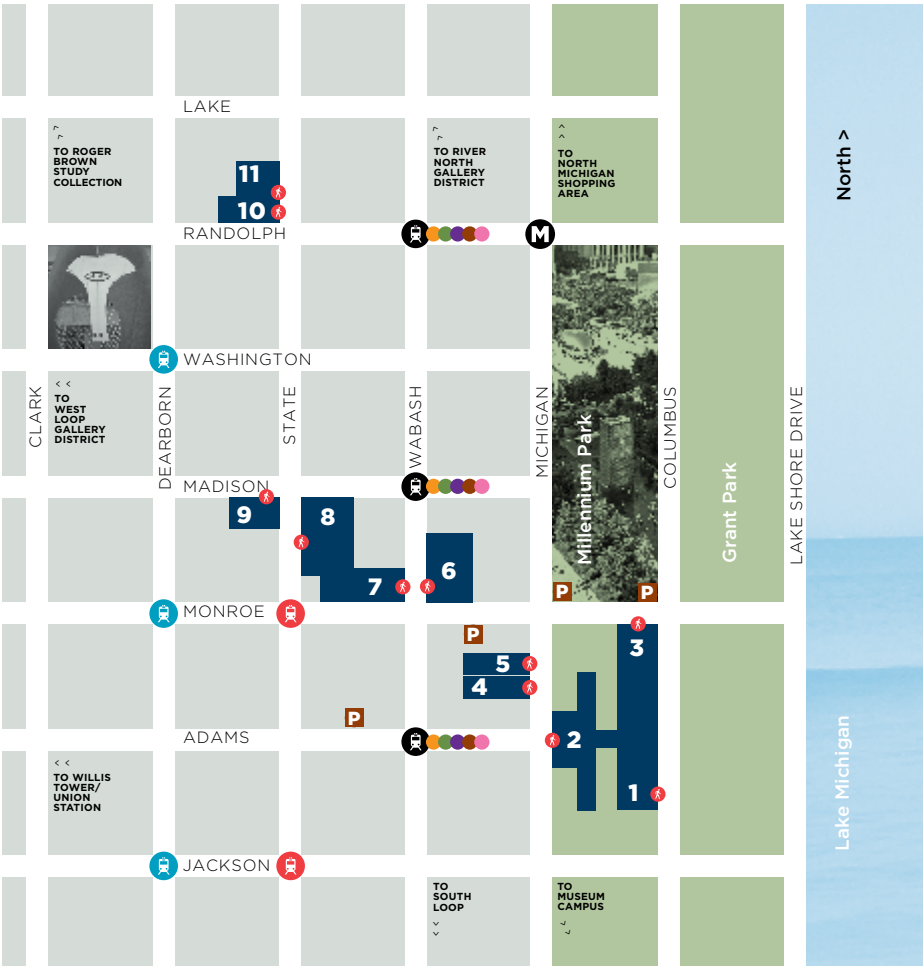 LAKE
^
^
TO ROGER
BROWN
STUDY
COLLECTION
^
^
TO RIVER
NORTH
GALLERY
DISTRICT
^
^
TO
NORTH
MICHIGAN
SHOPPING
AREA
North >
11
10
RANDOLPH
M
WASHINGTON
< <
TO
WEST
LOOP
GALLERY
DISTRICT
CLARK
DEARBORN
STATE
WABASH
MICHIGAN
Millennium Park
COLUMBUS
Grant Park
LAKE SHORE DRIVE
MADISON
9
8
7
6
P
P
MONROE
P
5
4
3
P
ADAMS
2
1
< <
TO WILLIS
TOWER/
UNION
STATION
Lake Michigan
JACKSON
TO
SOUTH
LOOP
TO
MUSEUM
CAMPUS